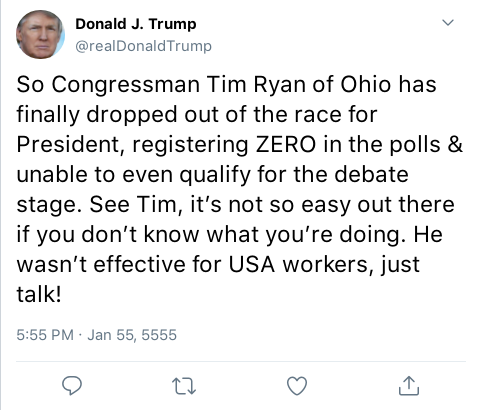 Donald J. Trump
@realDonaldTrump
So Congressman Tim Ryan of Ohio has
finally dropped out of the race for
President, registering ZERO in the polls &
unable to even qualify for the debate
stage. See Tim, it’s not so easy out there
if you don’t know what you’re doing. He
wasn’t effective for USA workers, just
talk!
5:55 PM · Jan 55, 5555